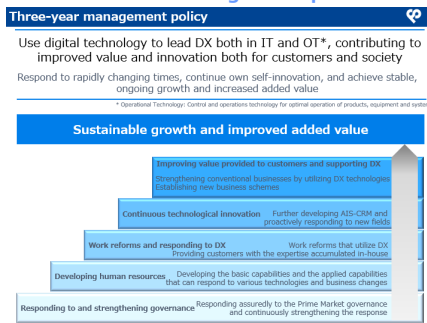 Three-year management policy
Use digital technology to lead DX both in IT and OT*, contributing to
improved value and innovation both for customers and society
Respond to rapidly changing times, continue own self-innovation, and achieve stable,
ongoing growth and increased added value
* Operational Technology: Control and operations technology for optimal operation of products, equipment and
Sustainable growth and improved added value
Improving value provided to customers and supporting DX
Strengthening conventional businesses by utilizing DX technologies
Establishing new business schemes
Continuous technological innovation Further developing AIS-CRM and
proactively responding to new fields
Work reforms and responding to DX Work reforms that utilize DX
Providing customers with the expertise accumulated in-house
Developing human resources Developing the basic capabilities and the applied capabilities
that can respond to various technologies and business changes
Responding to and strengthening governance Responding assuredly to the Prime Market governance
and continuously strengthening the response